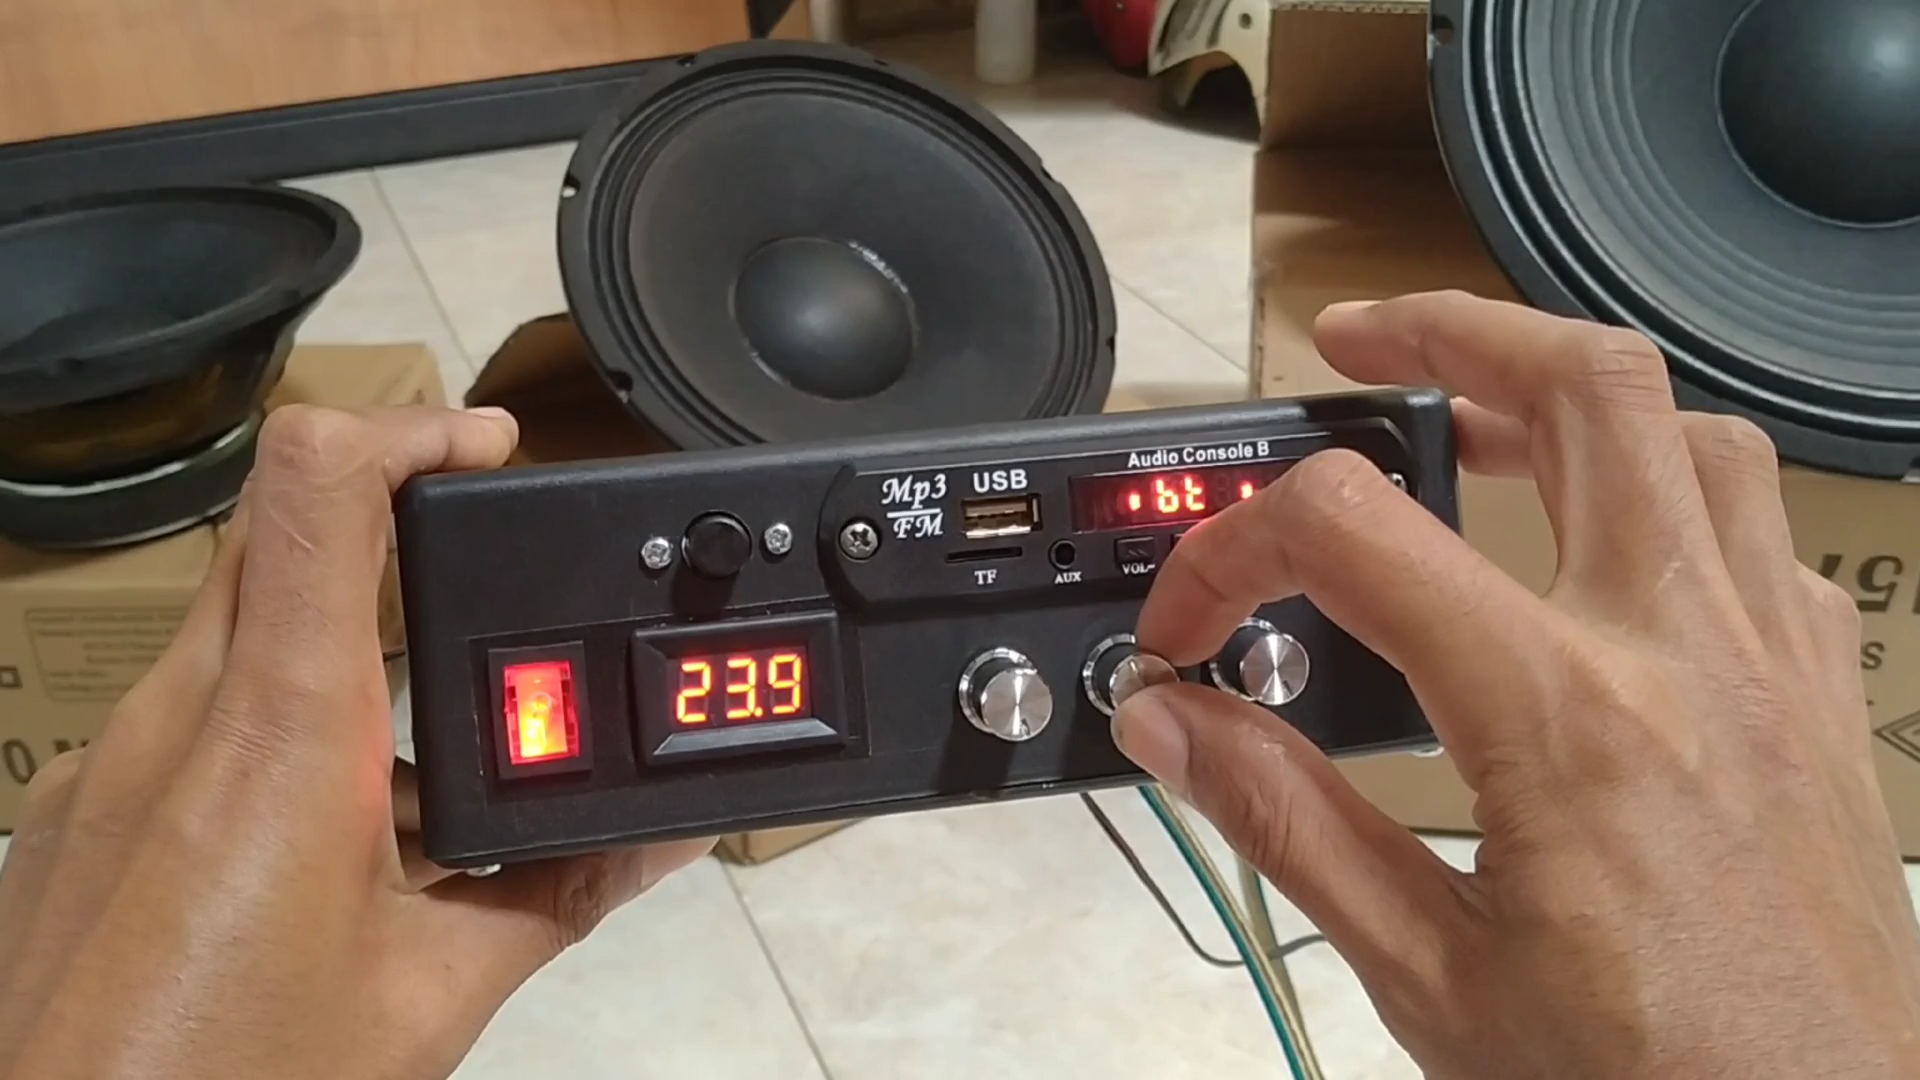 Audio Console B
Mp3
FM
USB
bt
TF
AUX
VOL-
23.9